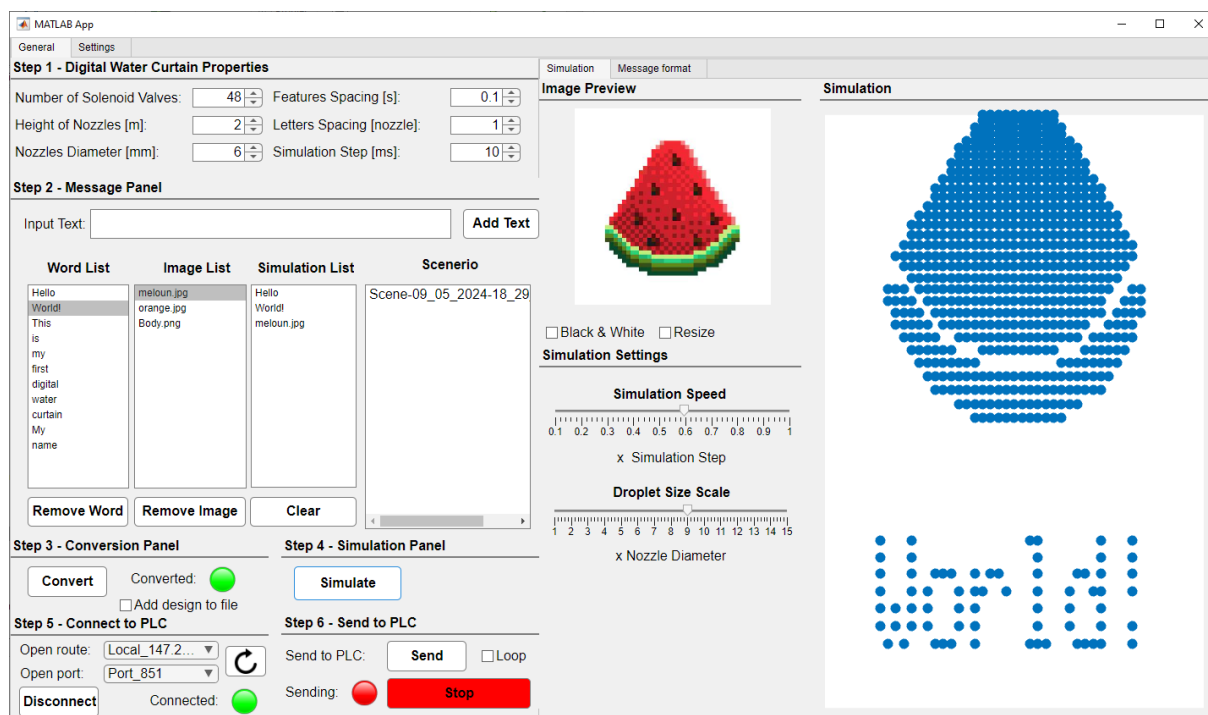 MATLAB App
General Settings
Step 1 - Digital Water Curtain Properties
Number of Solenoid Valves: 48 Features Spacing [s]: 0.1
Height of Nozzles [m]: 2 Letters Spacing [nozzle]: 1
Nozzles Diameter [mm]: 6 Simulation Step [ms]: 10
Step 2 - Message Panel
Input Text: Add Text
Word List Image List Simulation List Scenerio
Hello meloun.jpg Hello Scene-09_05_2024-18_29
World! orange.jpg World!
This Body.png meloun.jpg
is
my
first
digital
water
curtain
My
name
Remove Word Remove Image Clear
Step 3 - Conversion Panel Step 4 - Simulation Panel
Convert Converted: Simulate
Add design to file
Step 5 - Connect to PLC Step 6 - Send to PLC
Open route: Local_147.2... Send to PLC: Send Loop
Open port: Port_851
Disconnect Connected: Sending: Stop
Simulation Message format
Image Preview Simulation
Black & White Resize
Simulation Settings
Simulation Speed
0.1 0.2 0.3 0.4 0.5 0.6 0.7 0.8 0.9 1
x Simulation Step
Droplet Size Scale
1 2 3 4 5 6 7 8 9 10 11 12 13 14 15
x Nozzle Diameter
World!